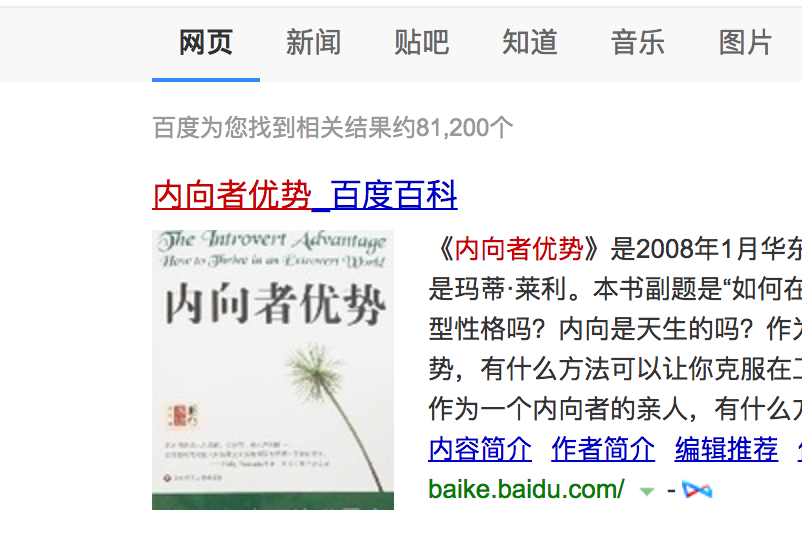 网页 新闻 贴吧 知道 音乐 图片
百度为您找到相关结果约81,200个
内向者优势_百度百科
The Introvert Advantage
How to Thrive in an Extrovert World
内向者优势
《内向者优势》是2008年1月华东
是玛蒂·莱利。本书副题是“如何在
型性格吗？内向是天生的吗？作为
势，有什么方法可以让你克服在工
作为一个内向者的亲人，有什么方
内容简介 作者简介 编辑推荐
baike.baidu.com/ -